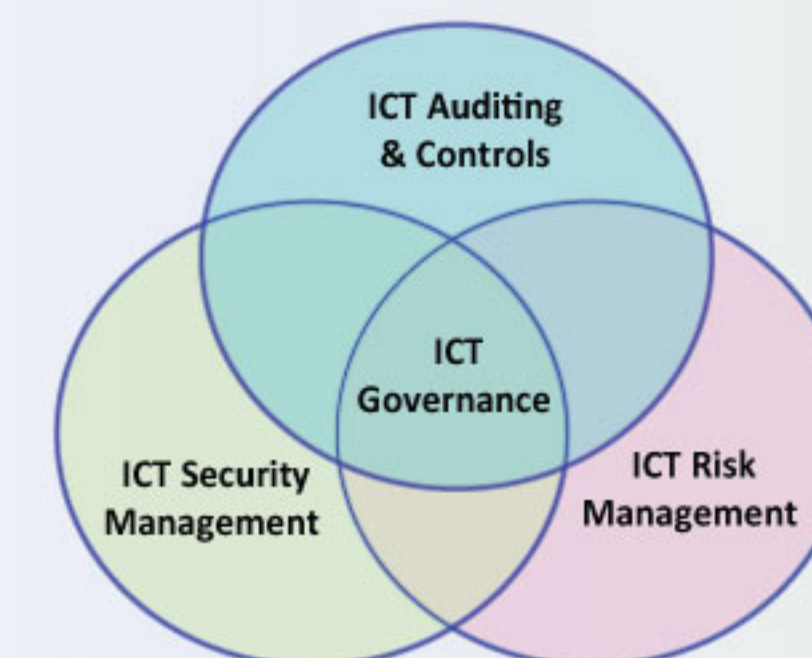 ICT Auditing
& Controls
ICT
Governance
ICT Security
Management
ICT Risk
Management